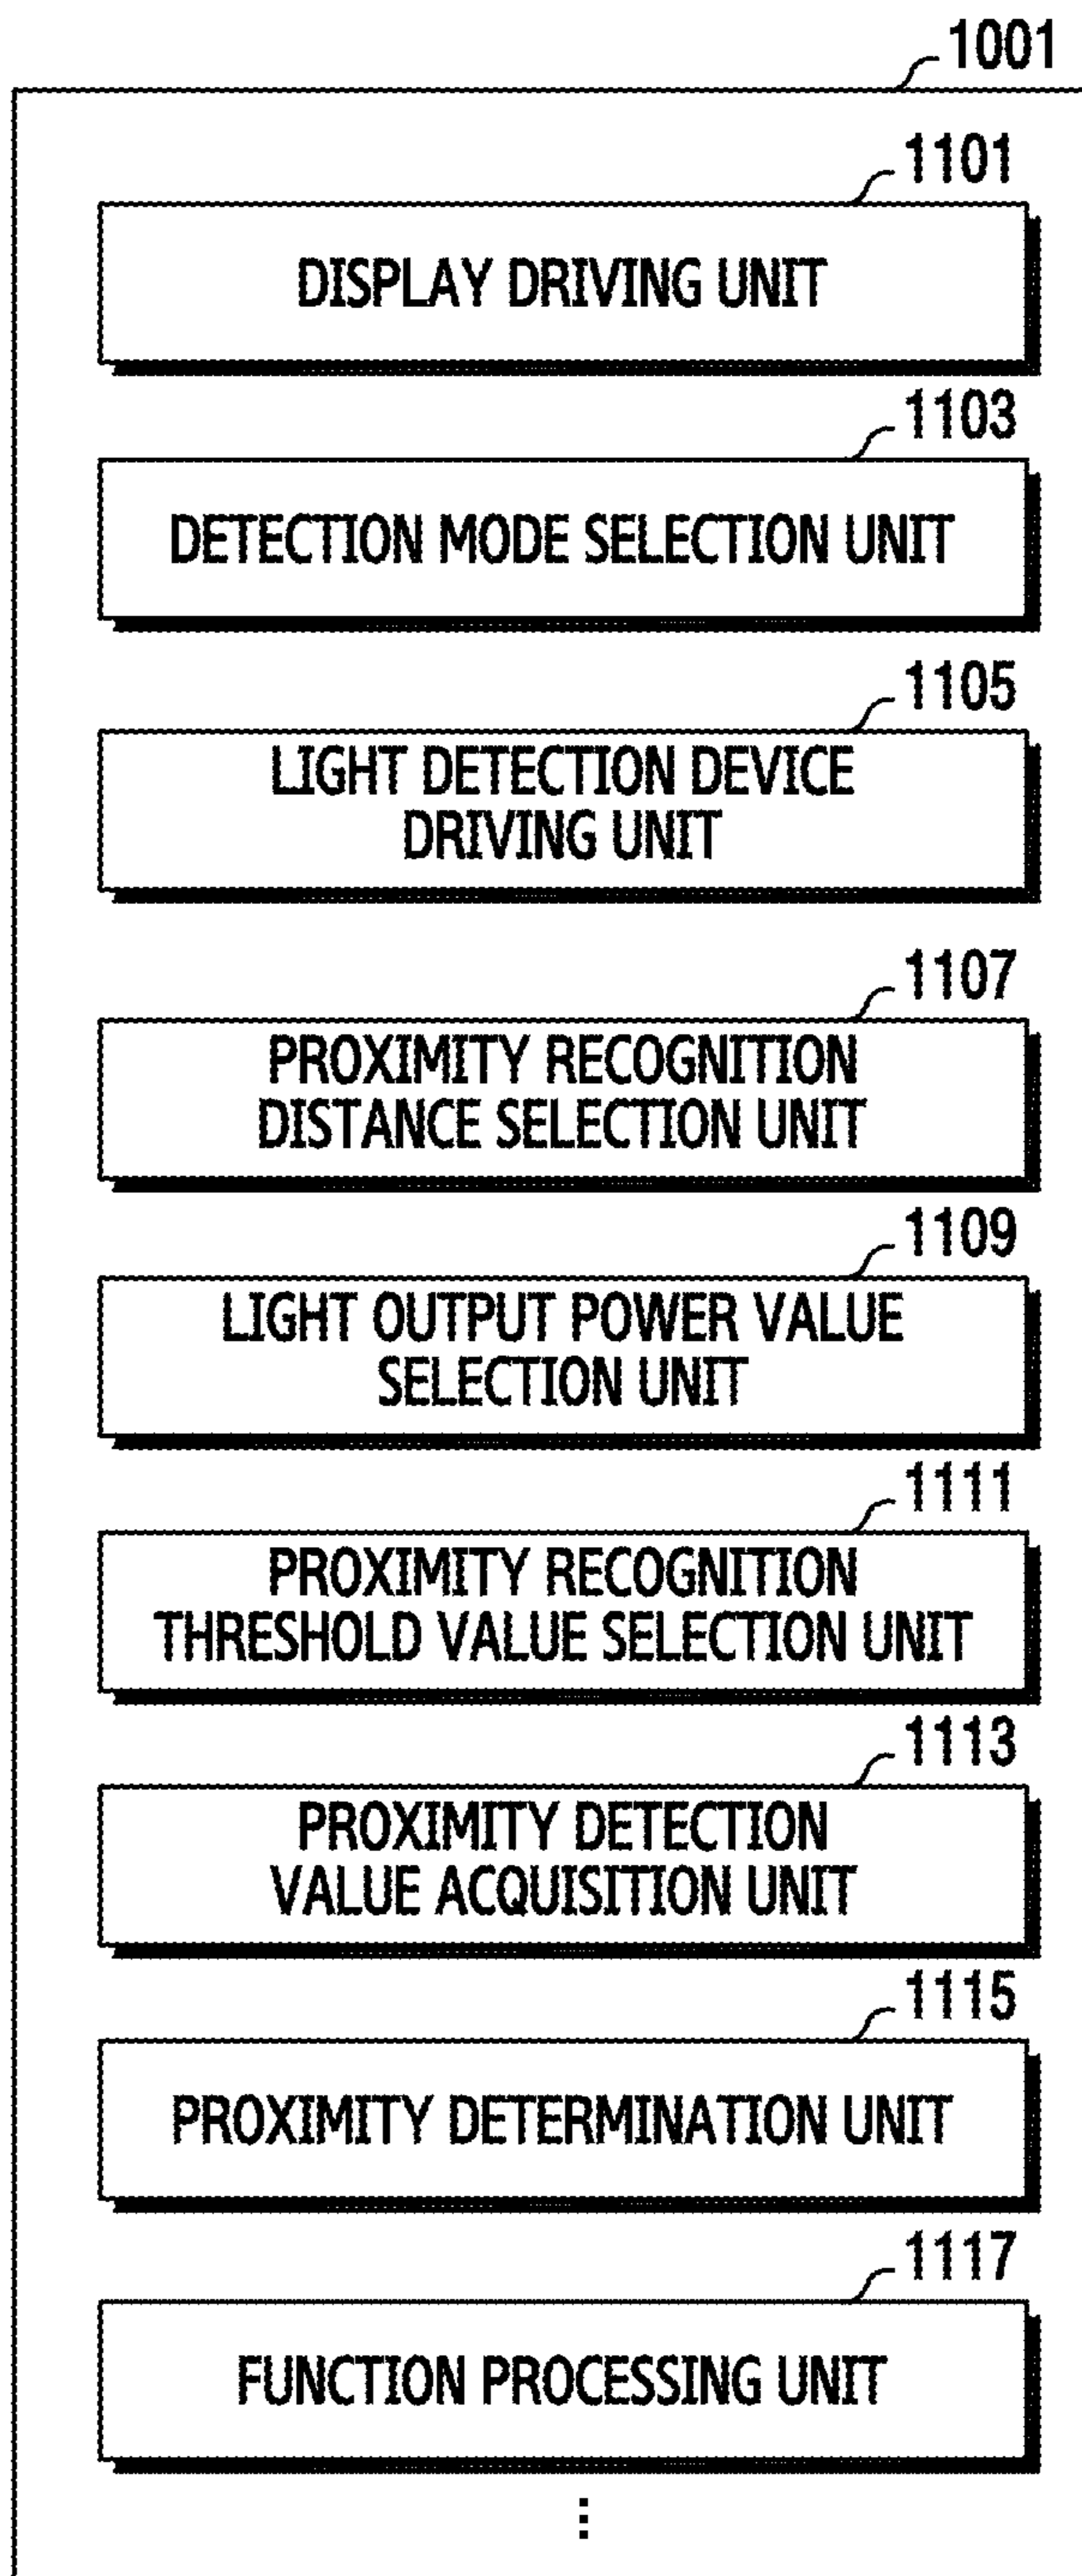 1001
1101
DISPLAY DRIVING UNIT
1103
DETECTION MODE SELECTION UNIT
1105
LIGHT DETECTION DEVICE
DRIVING UNIT
1107
PROXIMITY RECOGNITION
DISTANCE SELECTION UNIT
1109
LIGHT OUTPUT POWER VALUE
SELECTION UNIT
1111
PROXIMITY RECOGNITION
THRESHOLD VALUE SELECTION UNIT
1113
PROXIMITY DETECTION
VALUE ACQUISITION UNIT
1115
PROXIMITY DETERMINATION UNIT
1117
FUNCTION PROCESSING UNIT
⋮